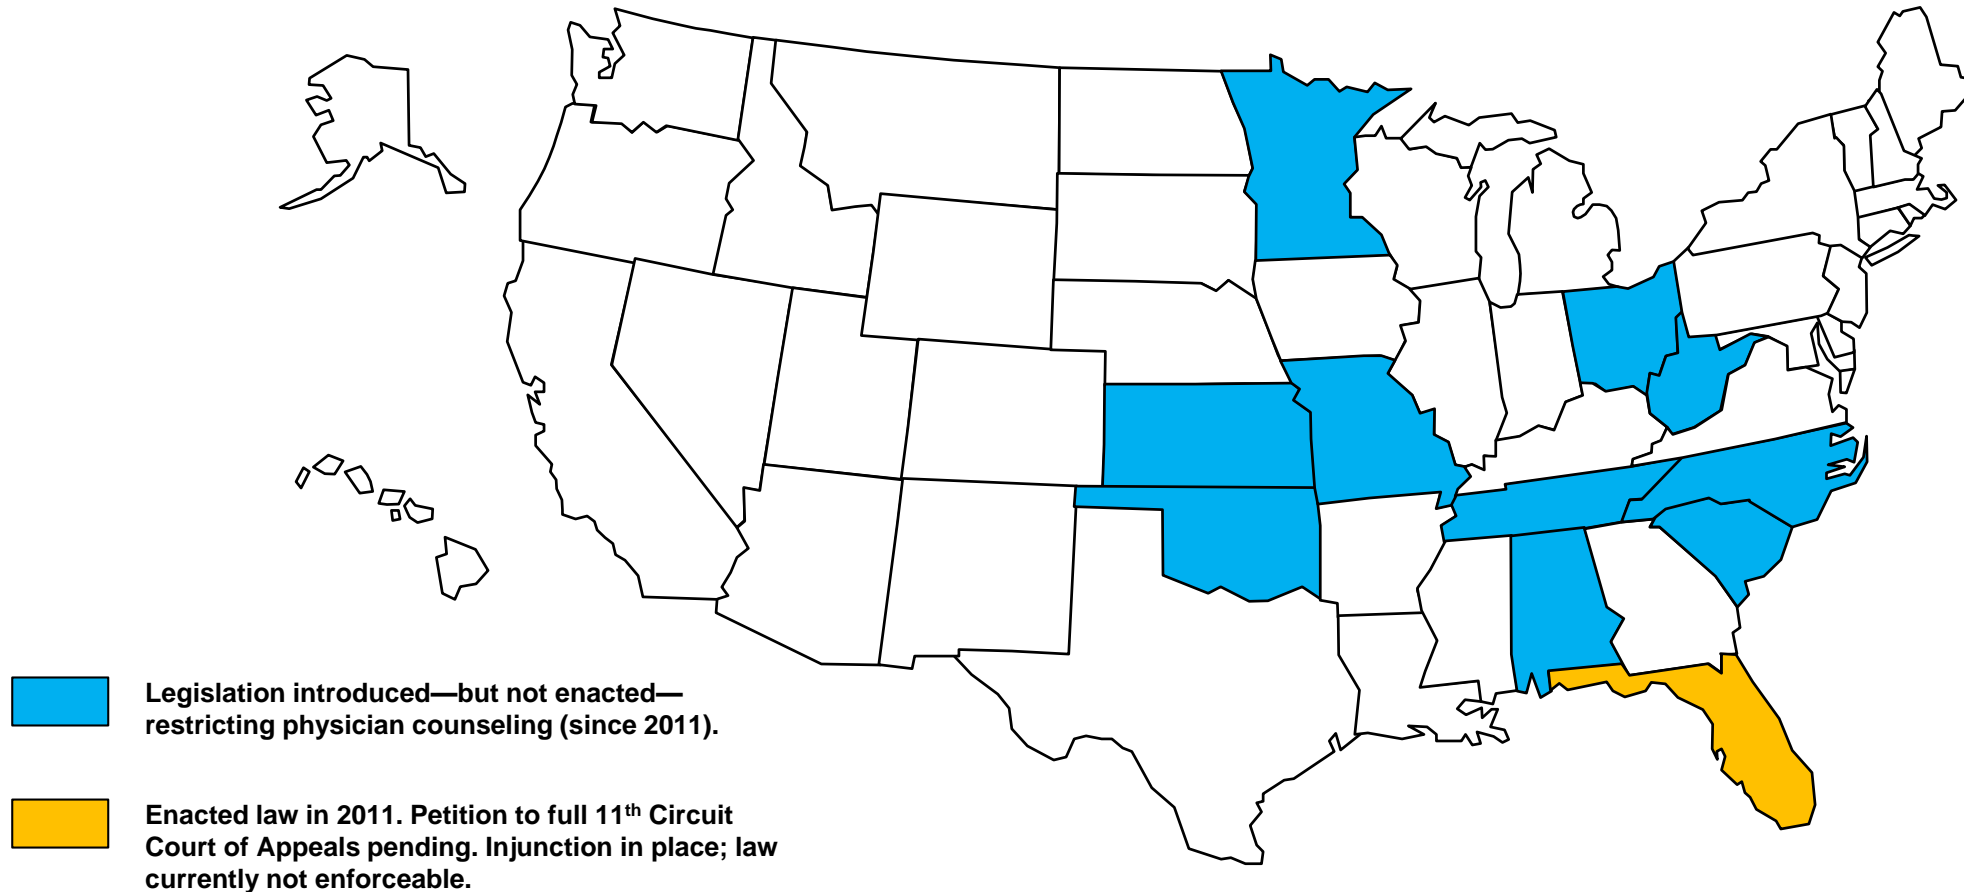 Legislation introduced—but not enacted—
restricting physician counseling (since 2011).
Enacted law in 2011. Petition to full 11th Circuit
Court of Appeals pending. Injunction in place; law
currently not enforceable.